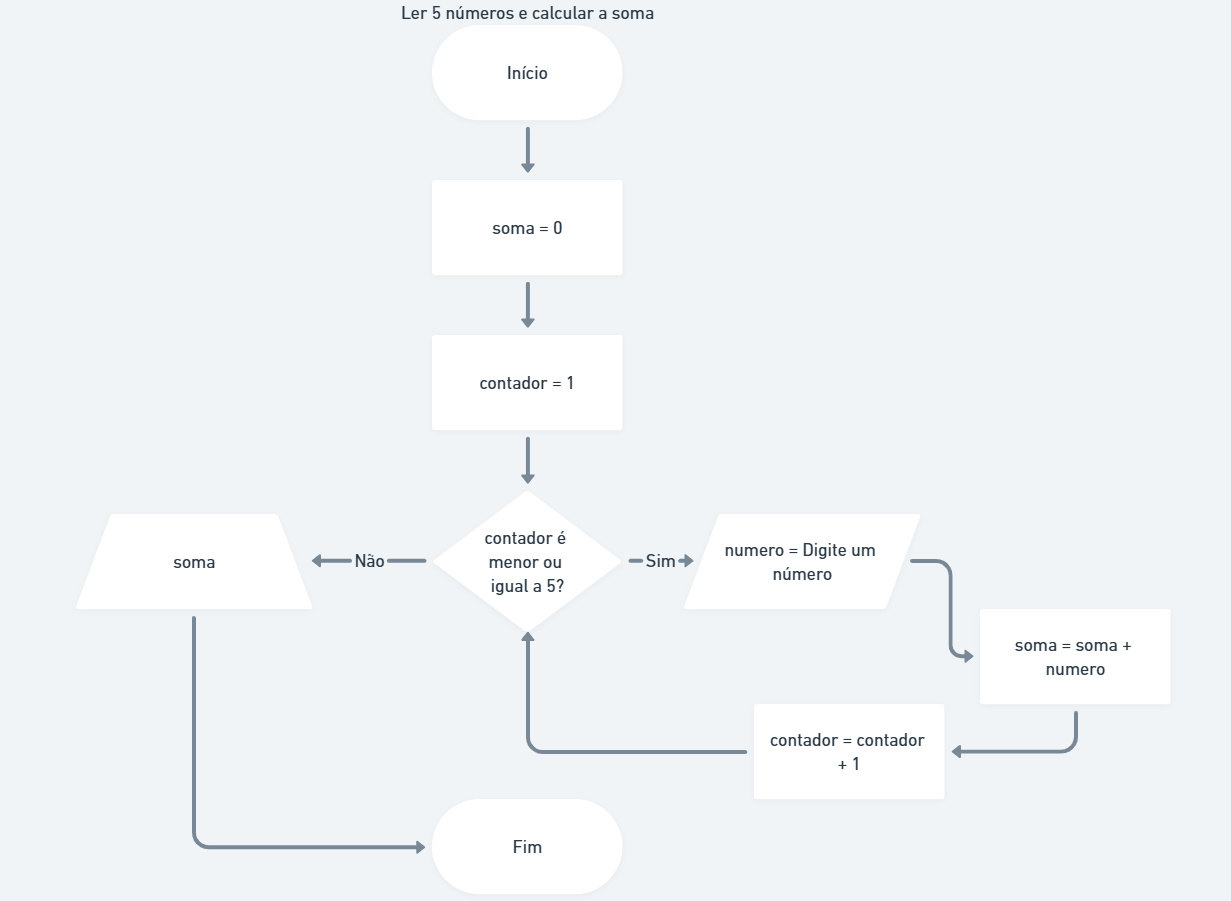 Ler 5 números e calcular a soma
Início
soma = 0
contador = 1
contador é
menor ou
igual a 5?
Não
soma
Sim
numero = Digite um
número
soma = soma +
numero
contador = contador
+ 1
Fim